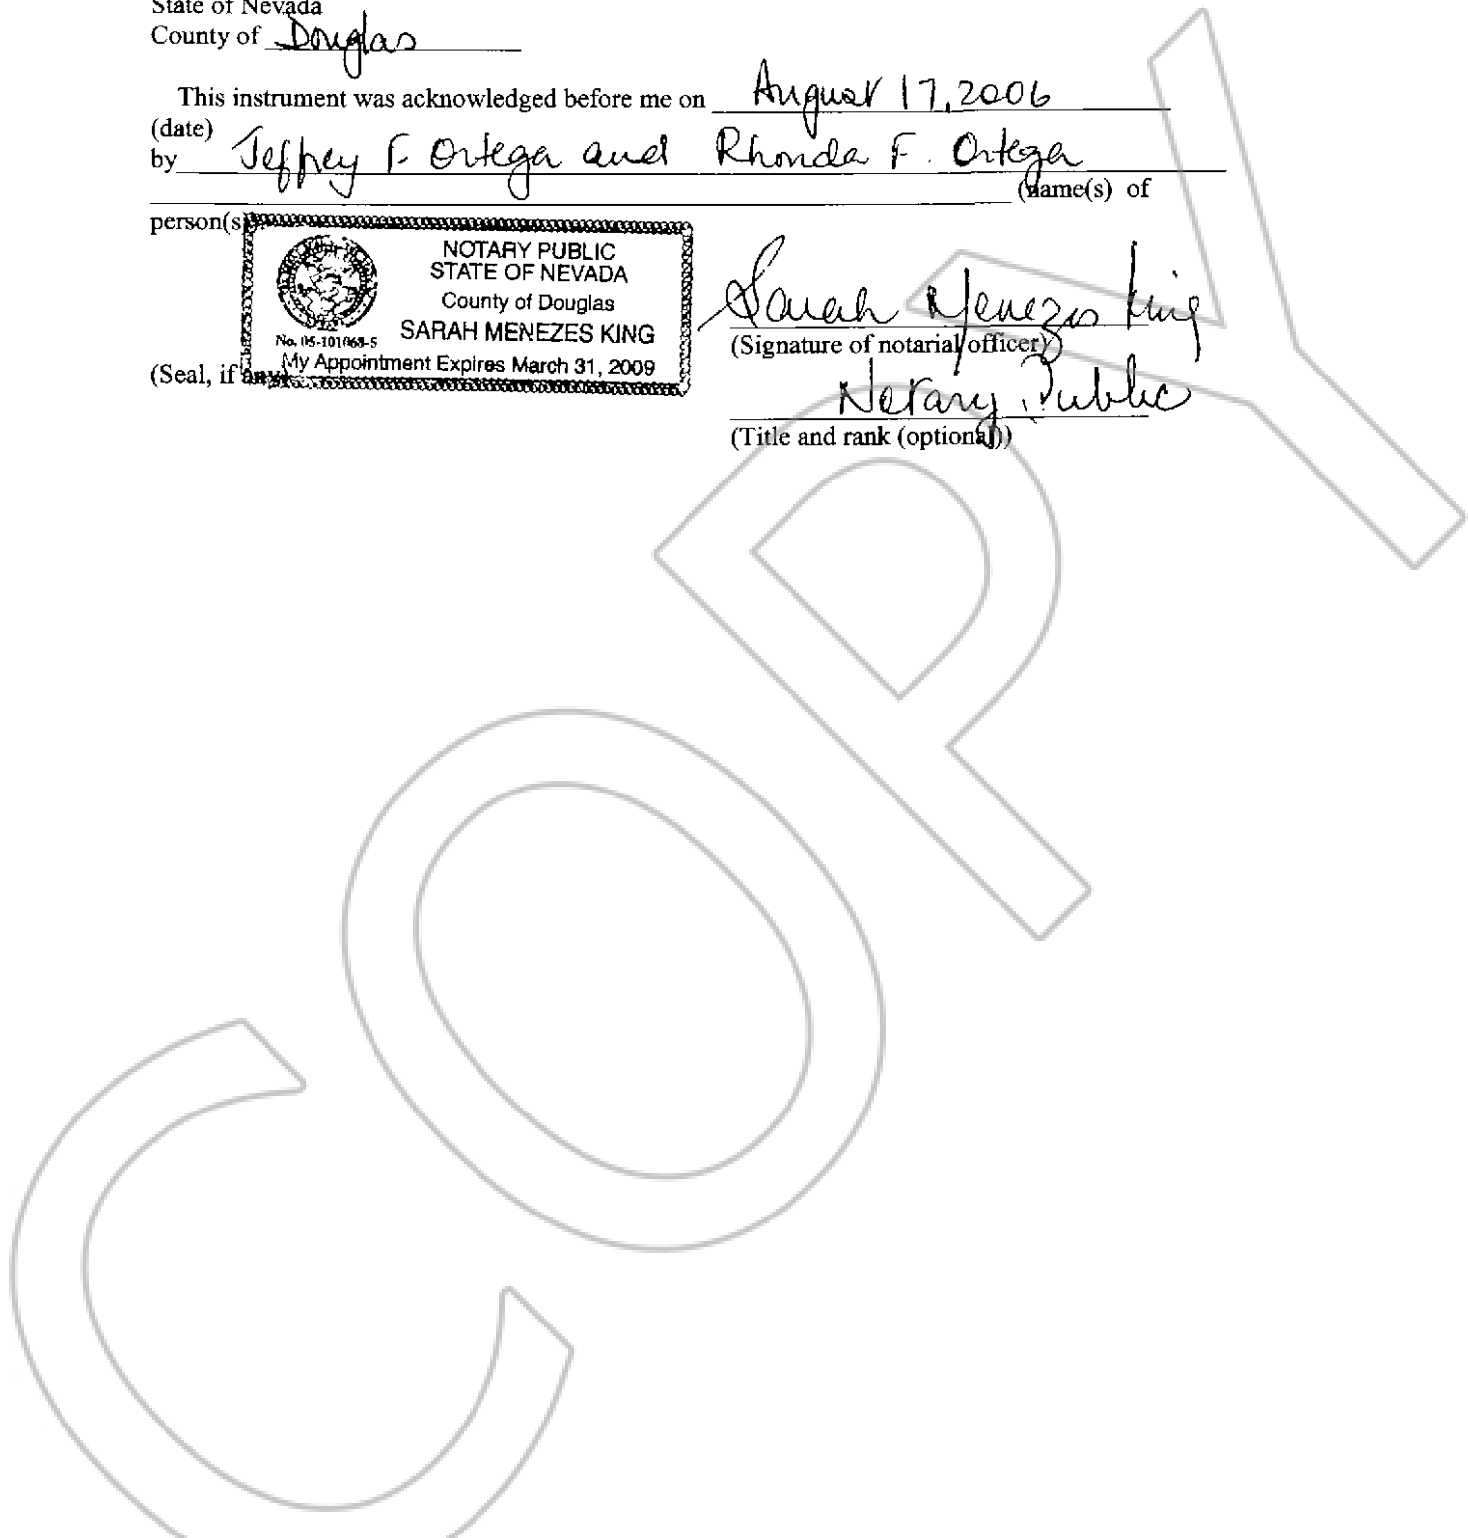 State of Nevada
County of Douglas
This instrument was acknowledged before me on August 17, 2006
(date)
by Jeffrey F. Ortega and Rhonda F. Ortega
(name(s) of
person(s)
NOTARY PUBLIC
STATE OF NEVADA
County of Douglas
SARAH MENEZES KING
No. 05-101068-5
My Appointment Expires March 31, 2009
(Seal, if any)
Sarah Menezes King
(Signature of notarial officer)
Notary Public
(Title and rank (optional))
COPY